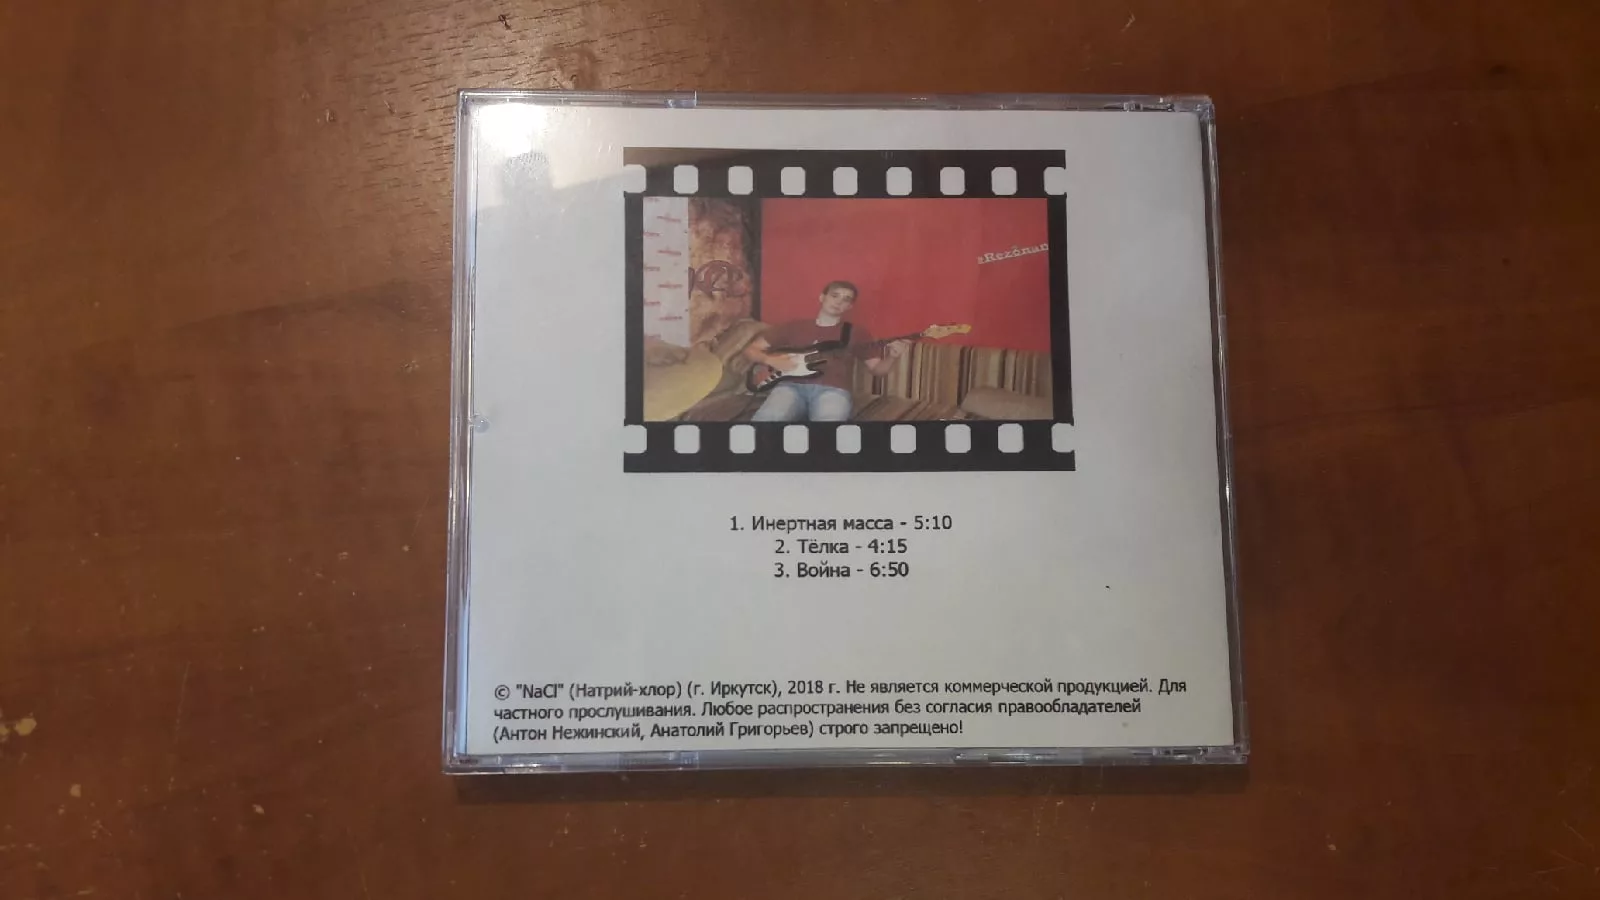 eRezonan
1. Инертная масса - 5:10
2. Тёлка - 4:15
3. Война - 6:50
© "NaCl" (Натрий-хлор) (г. Иркутск), 2018 г. Не является коммерческой продукцией. Для
частного прослушивания. Любое распространения без согласия правообладателей
(Антон Нежинский, Анатолий Григорьев) строго запрещено!